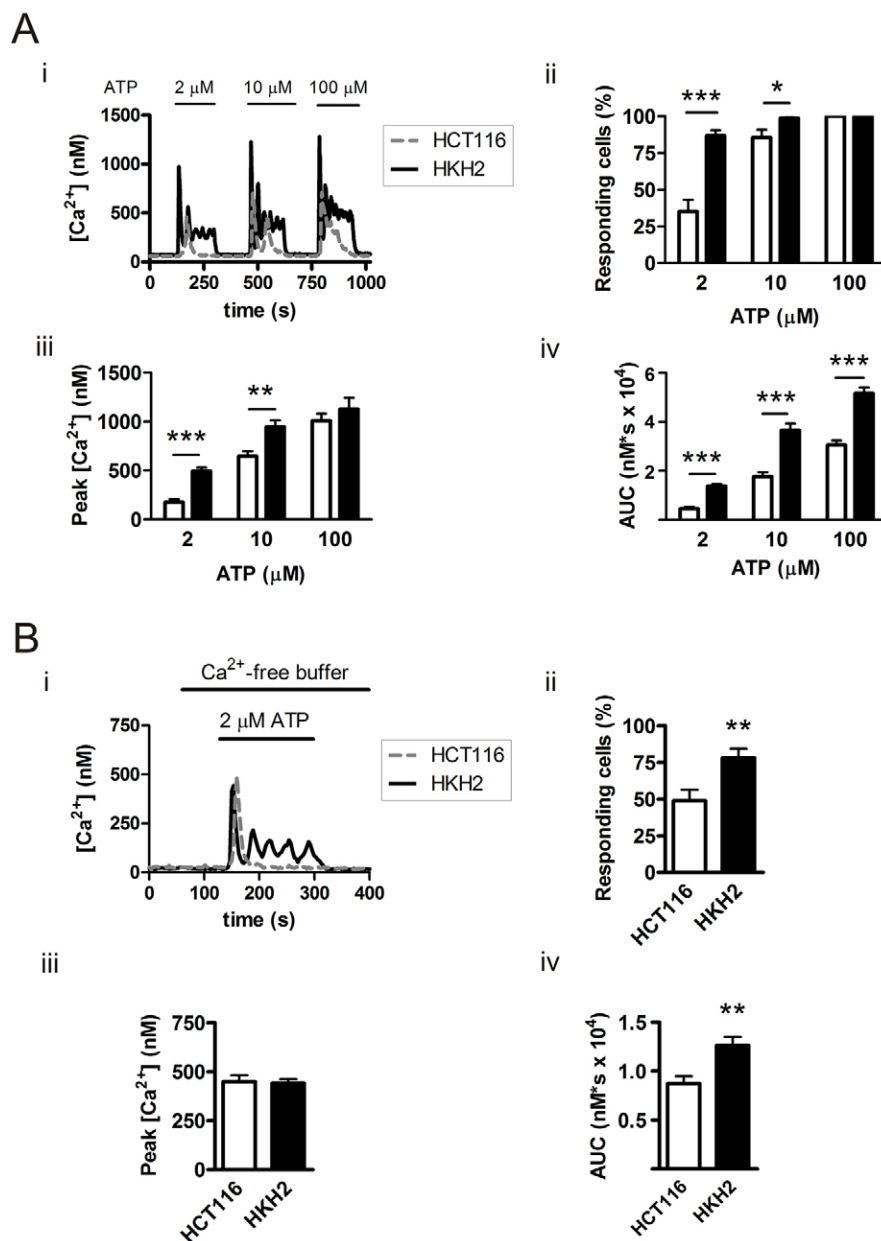 A
i
ATP 2 μM 10 μM 100 μM
1500
1000
500
0
[Ca²⁺] (nM)
0 250 500 750 1000
time (s)
HCT116
HKH2
ii
100
75
50
25
0
Responding cells (%)
*** *
2 10 100
ATP (μM)
iii
1500
1000
500
0
Peak [Ca²⁺] (nM)
*** **
2 10 100
ATP (μM)
iv
6
4
2
AUC (nM*s x 10⁴)
*** *** ***
2 10 100
ATP (μM)
B
i
Ca²⁺-free buffer
2 μM ATP
750
500
250
0
[Ca²⁺] (nM)
0 100 200 300 400
time (s)
HCT116
HKH2
ii
100
75
50
25
0
Responding cells (%)
**
HCT116 HKH2
iii
750
500
250
0
Peak [Ca²⁺] (nM)
HCT116 HKH2
iv
1.5
1.0
AUC (nM*s x 10⁴)
**
HCT116 HKH2